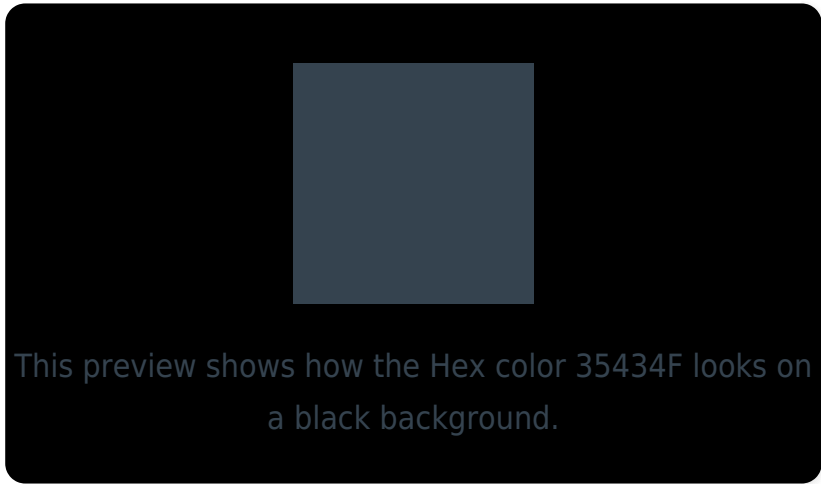 This preview shows how the Hex color 35434F looks on
a black background.